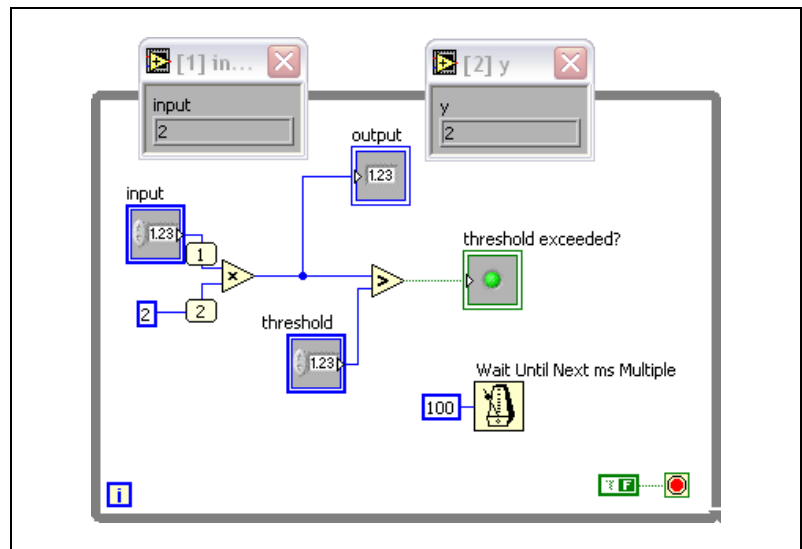 [1] in...
[2] y
input
2
y
2
output
1.23
input
1.23
1
threshold exceeded?
2
2
threshold
1.23
Wait Until Next ms Multiple
100
i
F